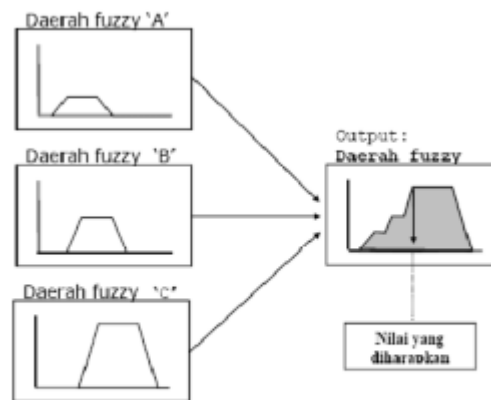 Daerah fuzzy 'A'
Daerah fuzzy 'B'
Daerah fuzzy 'C'
Output:
Daerah fuzzy
Nilai yang
diharapkan